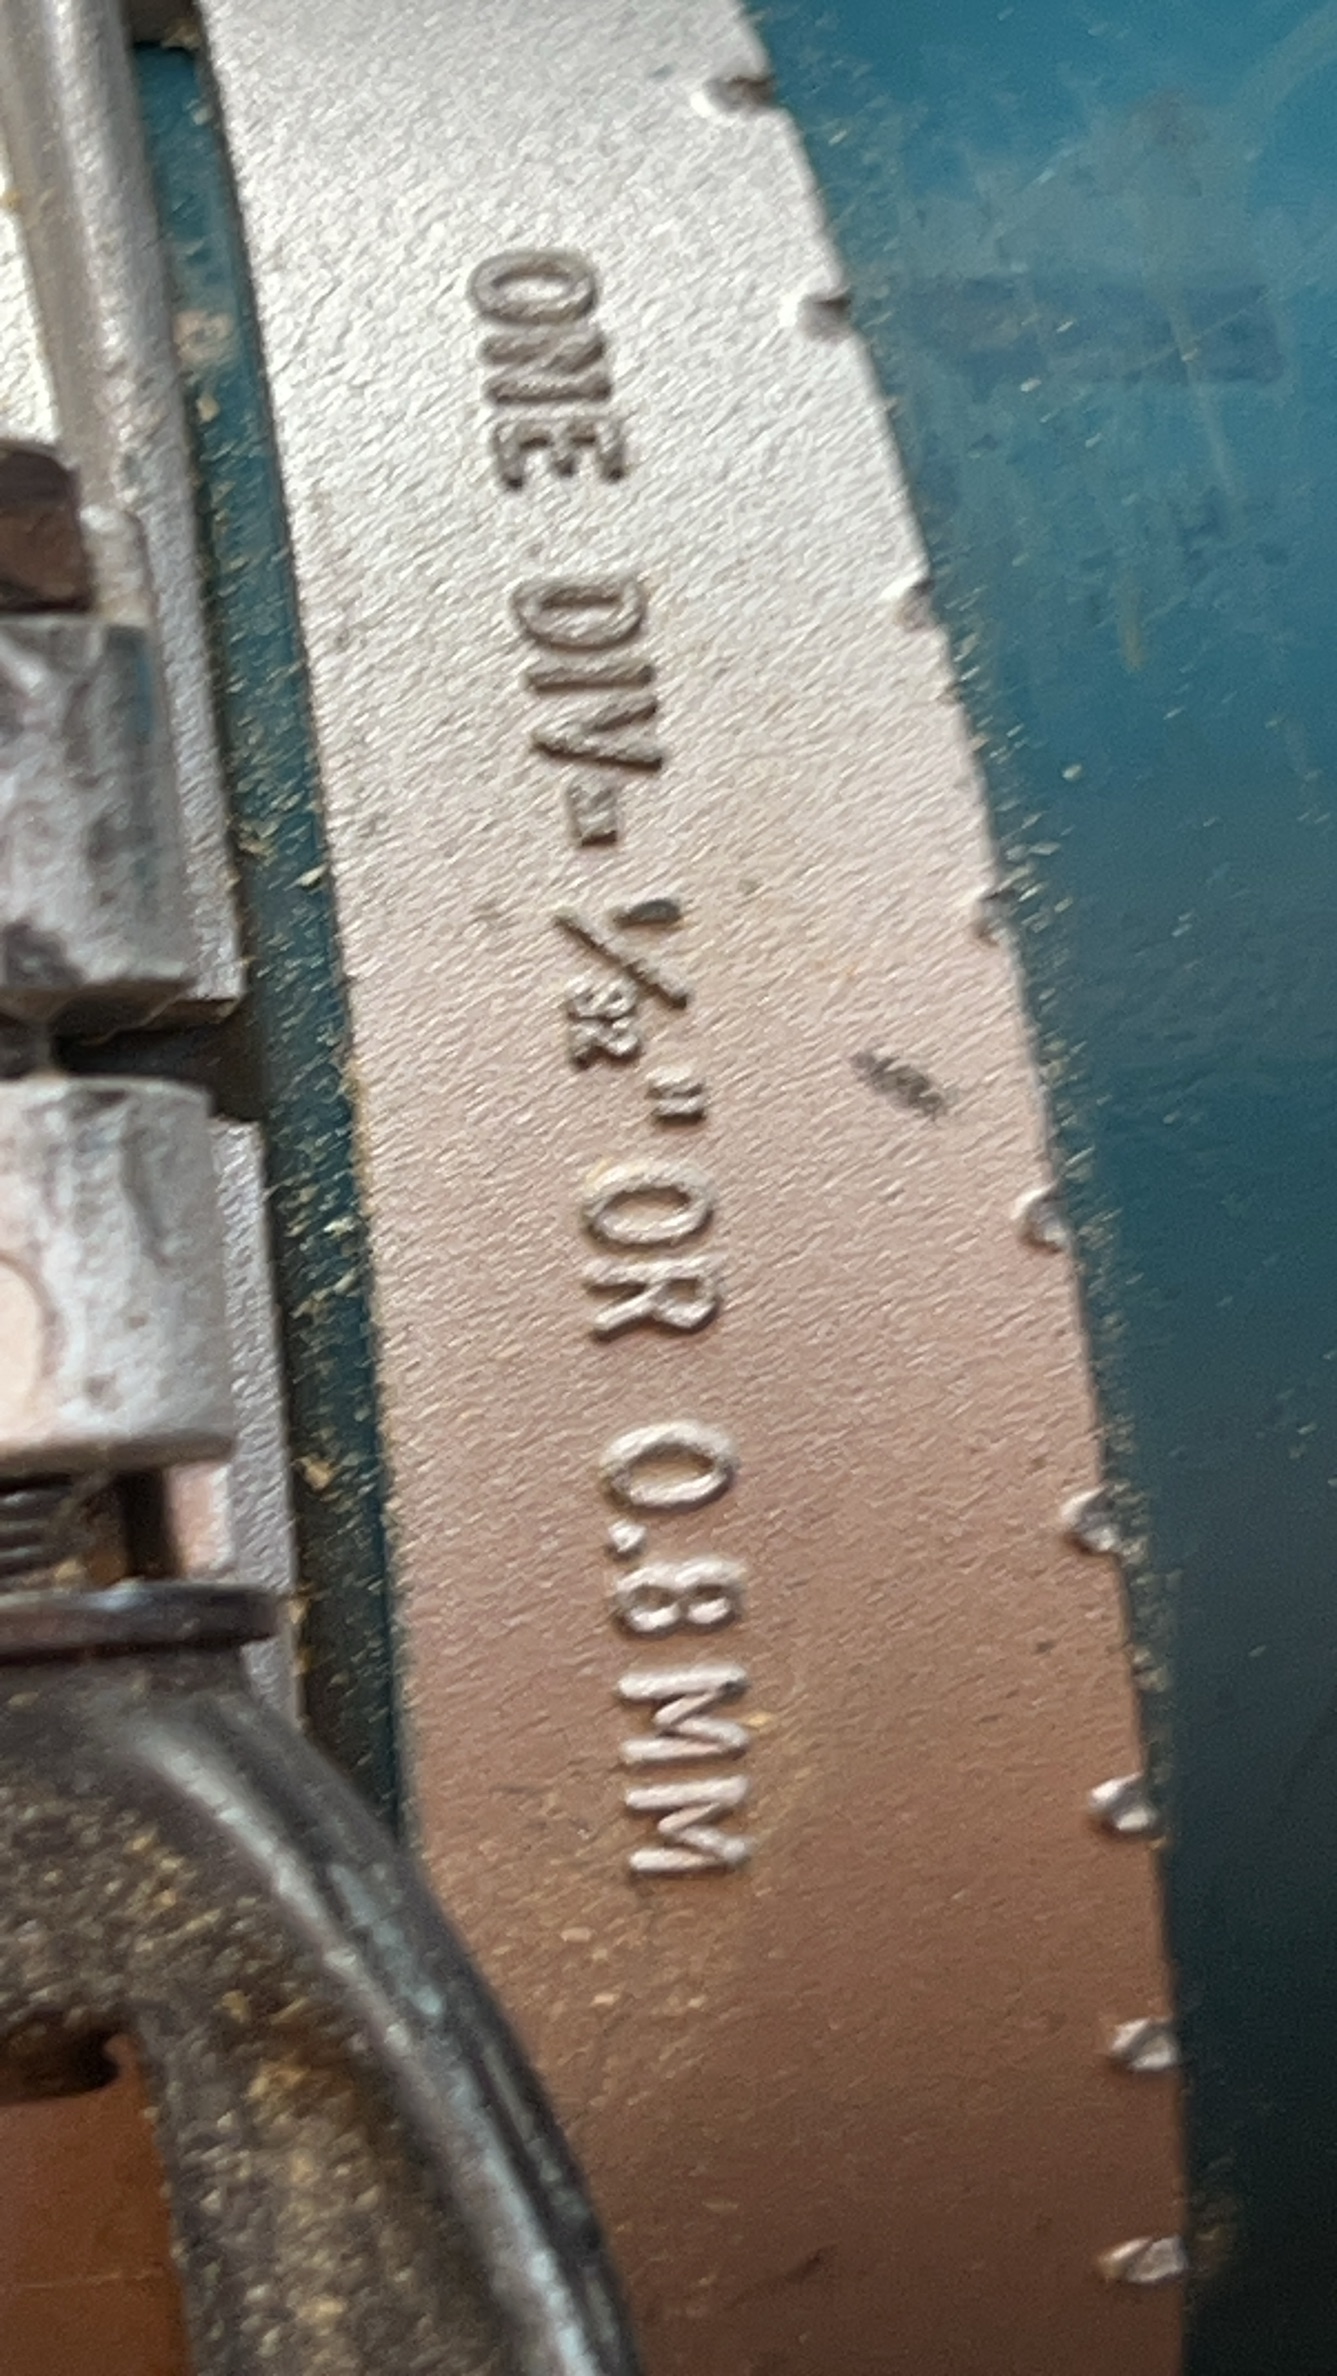 ONE DIV= 1/32" OR 0.8MM